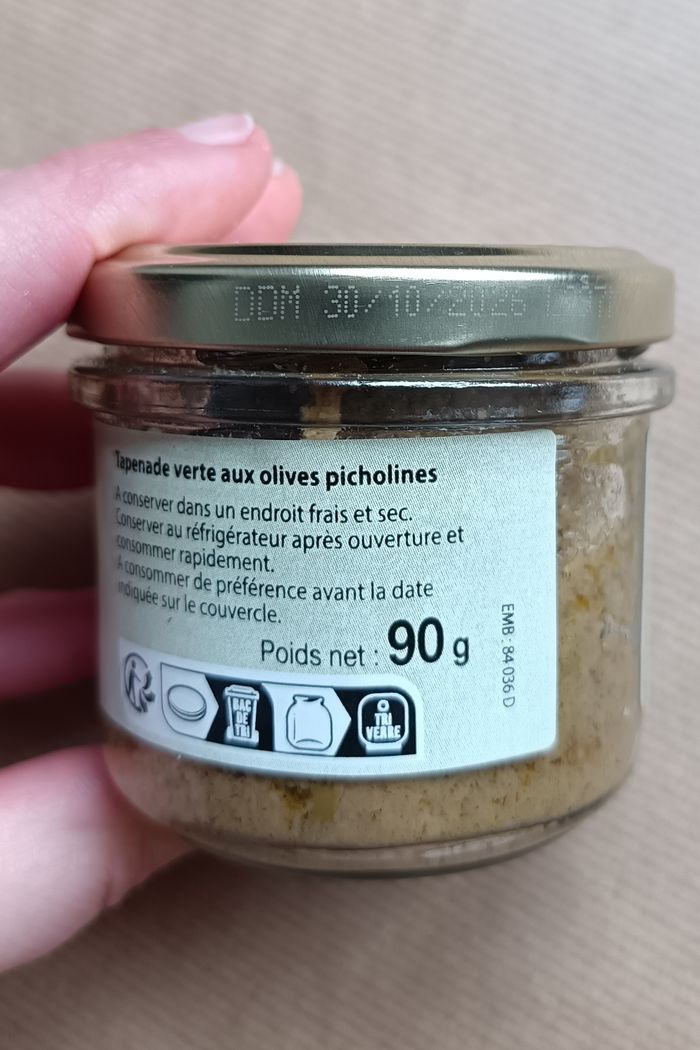 DDM 30/10/2026
Tapenade verte aux olives picholines
A conserver dans un endroit frais et sec.
Conserver au réfrigérateur après ouverture et
consommer rapidement.
A consommer de préférence avant la date
indiquée sur le couvercle.
Poids net : 90 g
EMB : 84 036 D
BAC
DE
TRI
TRI
VERRE